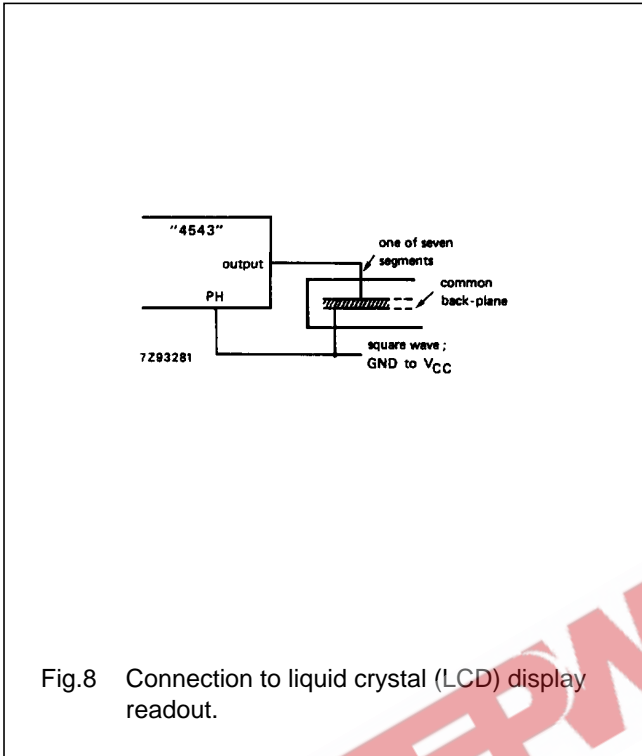 "4543"
output
PH
7Z93281
one of seven
segments
common
back-plane
square wave;
GND to VCC
Fig.8 Connection to liquid crystal (LCD) display
readout.